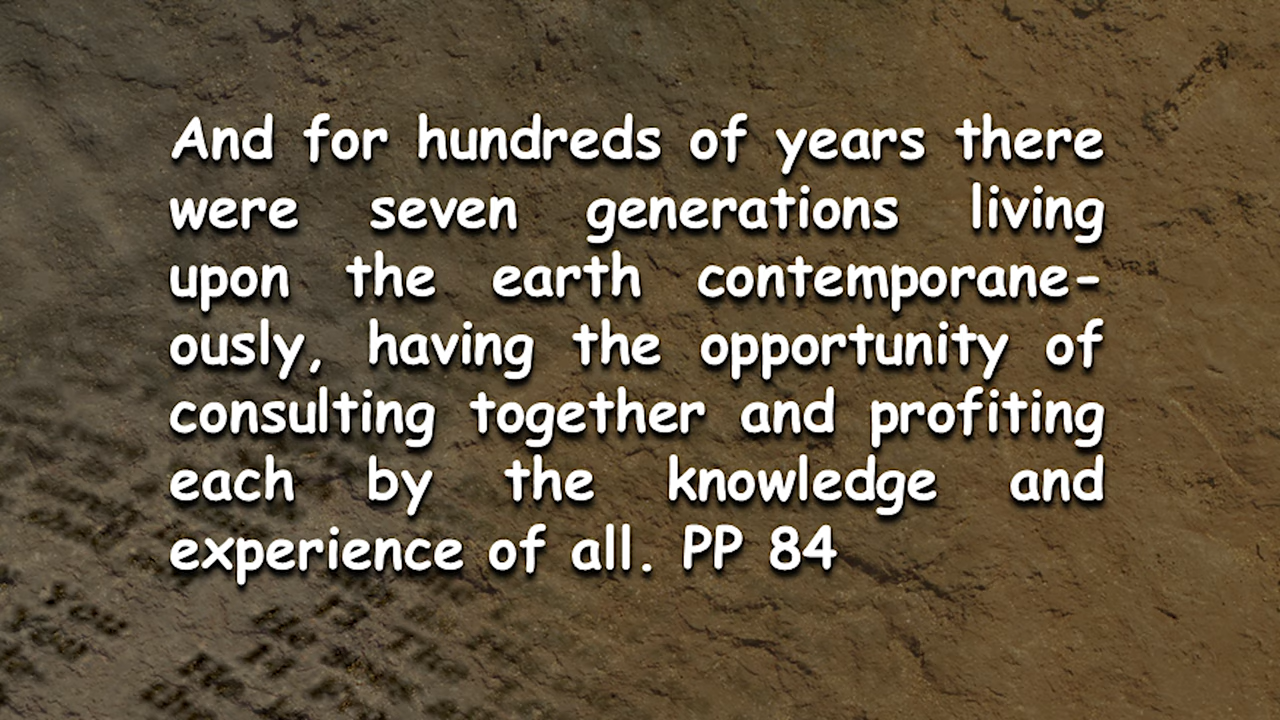 And for hundreds of years there
were seven generations living
upon the earth contemporane-
ously, having the opportunity of
consulting together and profiting
each by the knowledge and
experience of all. PP 84